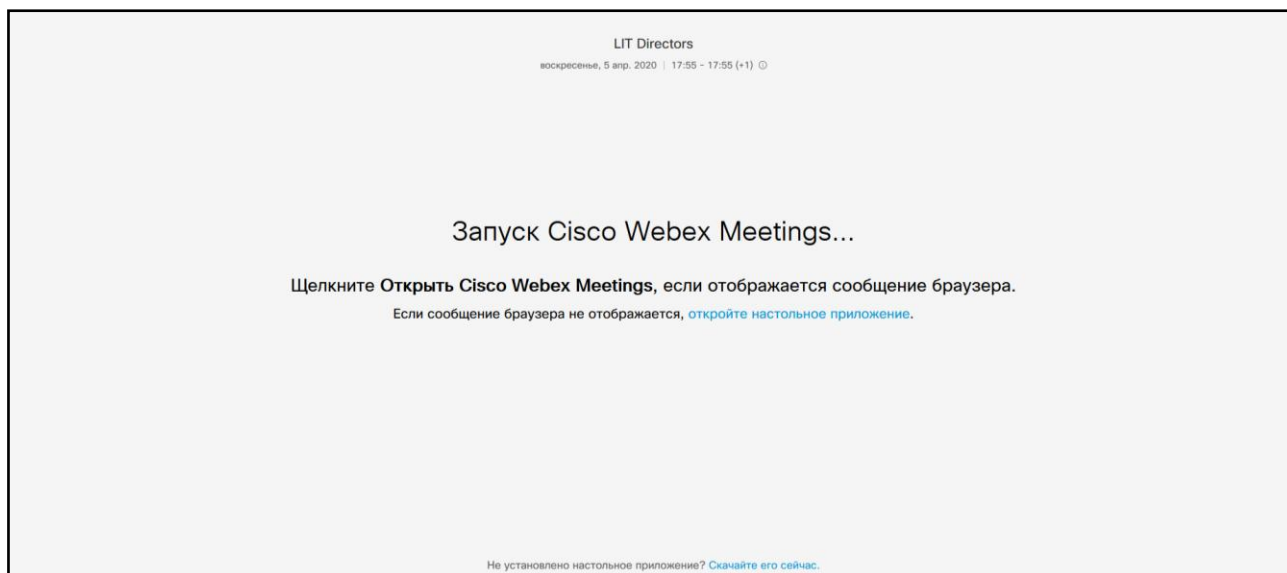 LIT Directors
воскресенье, 5 апр. 2020 | 17:55 - 17:55 (+1)
Запуск Cisco Webex Meetings...
Щелкните Открыть Cisco Webex Meetings, если отображается сообщение браузера.
Если сообщение браузера не отображается, откройте настольное приложение.
Не установлено настольное приложение? Скачайте его сейчас.